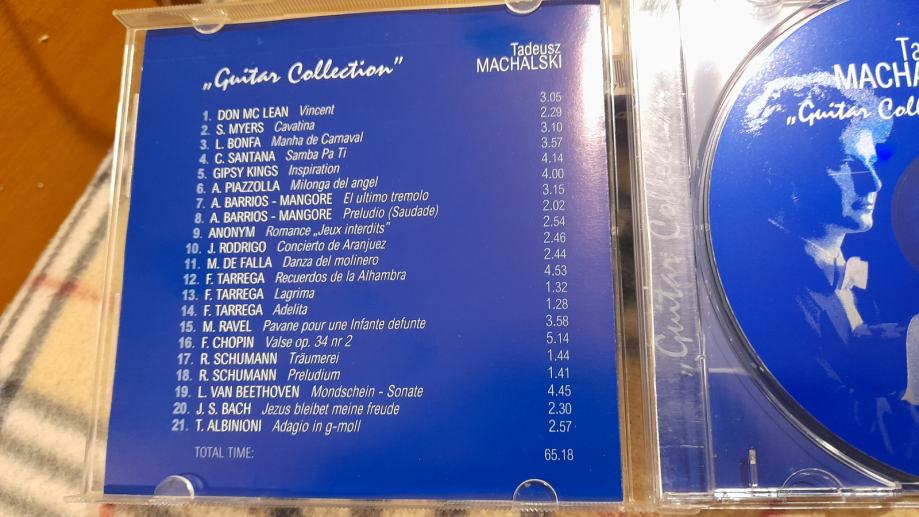 „Guitar Collection”
Tadeusz
MACHALSKI
1. DON MC LEAN Vincent 3.05
2. S. MYERS Cavatina 2.29
3. L. BONFA Manha de Carnaval 3.10
4. C. SANTANA Samba Pa Ti 3.57
5. GIPSY KINGS Inspiration 4.14
6. A. PIAZZOLLA Milonga del angel 4.00
7. A. BARRIOS - MANGORE El ultimo tremolo 3.15
8. A. BARRIOS - MANGORE Preludio (Saudade) 2.02
9. ANONYM Romance „Jeux interdits” 2.54
10. J. RODRIGO Concierto de Aranjuez 2.46
11. M. DE FALLA Danza del molinero 2.44
12. F. TARREGA Recuerdos de la Alhambra 4.53
13. F. TARREGA Lagrima 1.32
14. F. TARREGA Adelita 1.28
15. M. RAVEL Pavane pour une Infante defunte 3.58
16. F. CHOPIN Valse op. 34 nr 2 5.14
17. R. SCHUMANN Träumerei 1.44
18. R. SCHUMANN Preludium 1.41
19. L. VAN BEETHOVEN Mondschein - Sonate 4.45
20. J. S. BACH Jezus bleibet meine freude 2.30
21. T. ALBINIONI Adagio in g-moll 2.57
TOTAL TIME: 65.18
„Guitar Collection”
Ta
MACHA
„Guitar Coll